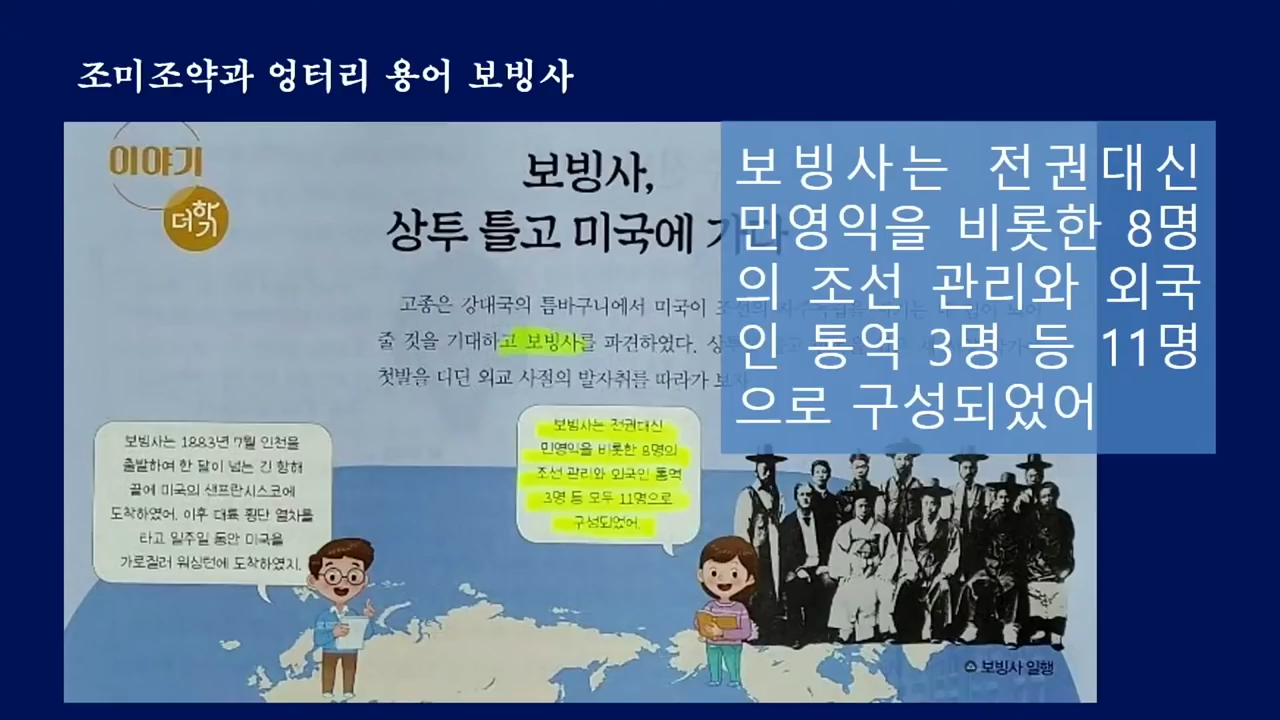 조미조약과 엉터리 용어 보빙사
이야기
더하기
보빙사,
상투 틀고 미국에 가다
고종은 강대국의 틈바구니에서 미국이 조선의
줄 것을 기대하고 보빙사를 파견하였다.
첫발을 디딘 외교 사절의 발자취를 따라가 보자
보빙사는 전권대신
민영익을 비롯한 8명
의 조선 관리와 외국
인 통역 3명 등 11명
으로 구성되었어
보빙사는 1883년 7월 인천을
출발하여 한 달이 넘는 긴 항해
끝에 미국의 샌프란시스코에
도착하였어. 이후 대륙 횡단 열차를
타고 일주일 동안 미국을
가로질러 워싱턴에 도착하였지.
보빙사는 전권대신
민영익을 비롯한 8명의
조선 관리와 외국인 통역
3명 등 모두 11명으로
구성되었어.
보빙사 일행